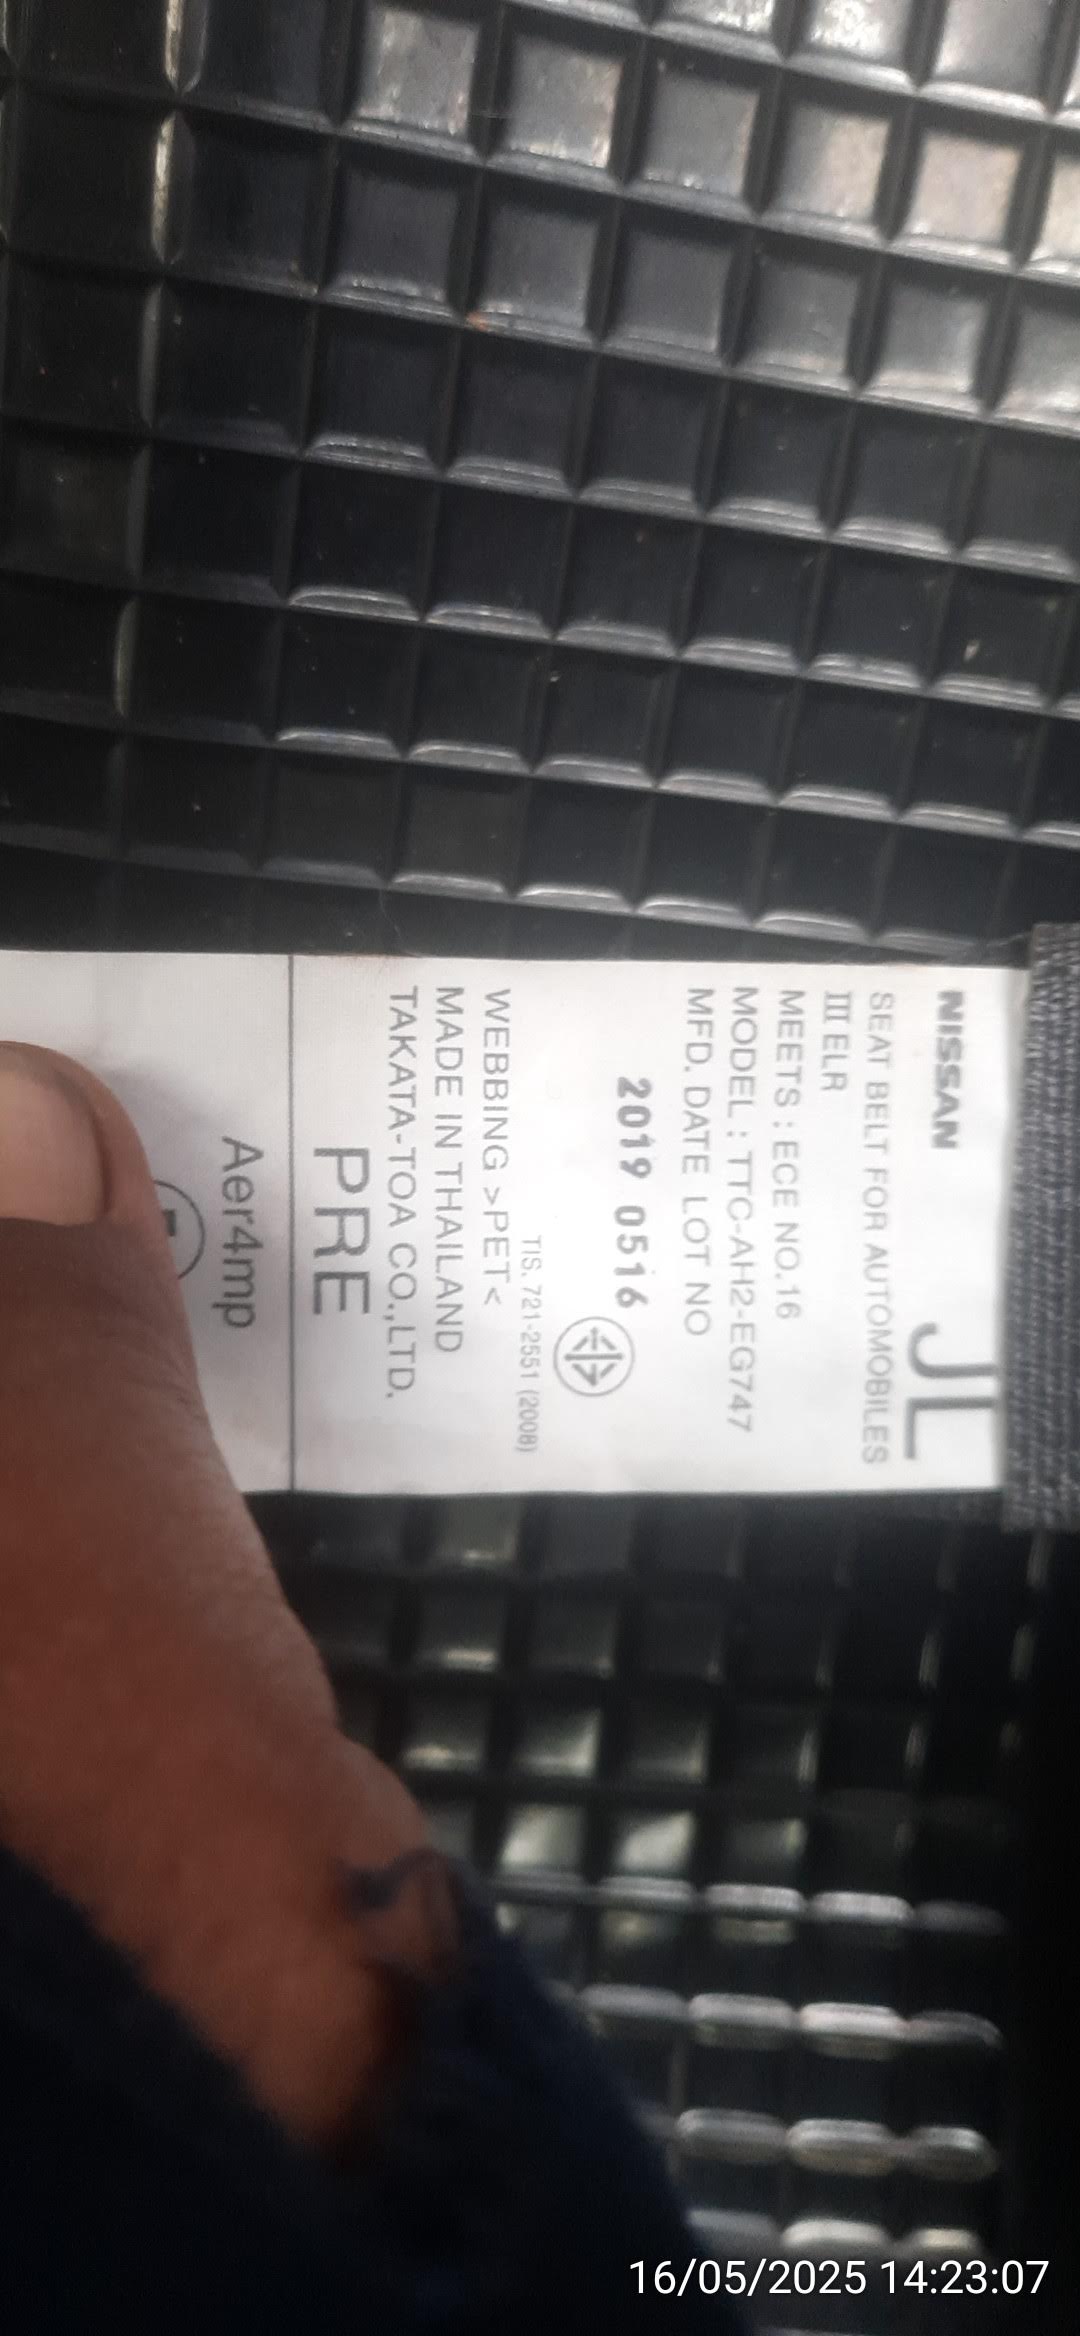 NISSAN JL
SEAT BELT FOR AUTOMOBILES
III ELR
MEETS : ECE NO.16
MODEL : TTC-AH2-EG747
MFD. DATE LOT NO
2019 0516
TIS. 721-2551 (2008)
WEBBING >PET<
MADE IN THAILAND
TAKATA-TOA CO.,LTD.
PRE
Aer4mp
16/05/2025 14:23:07